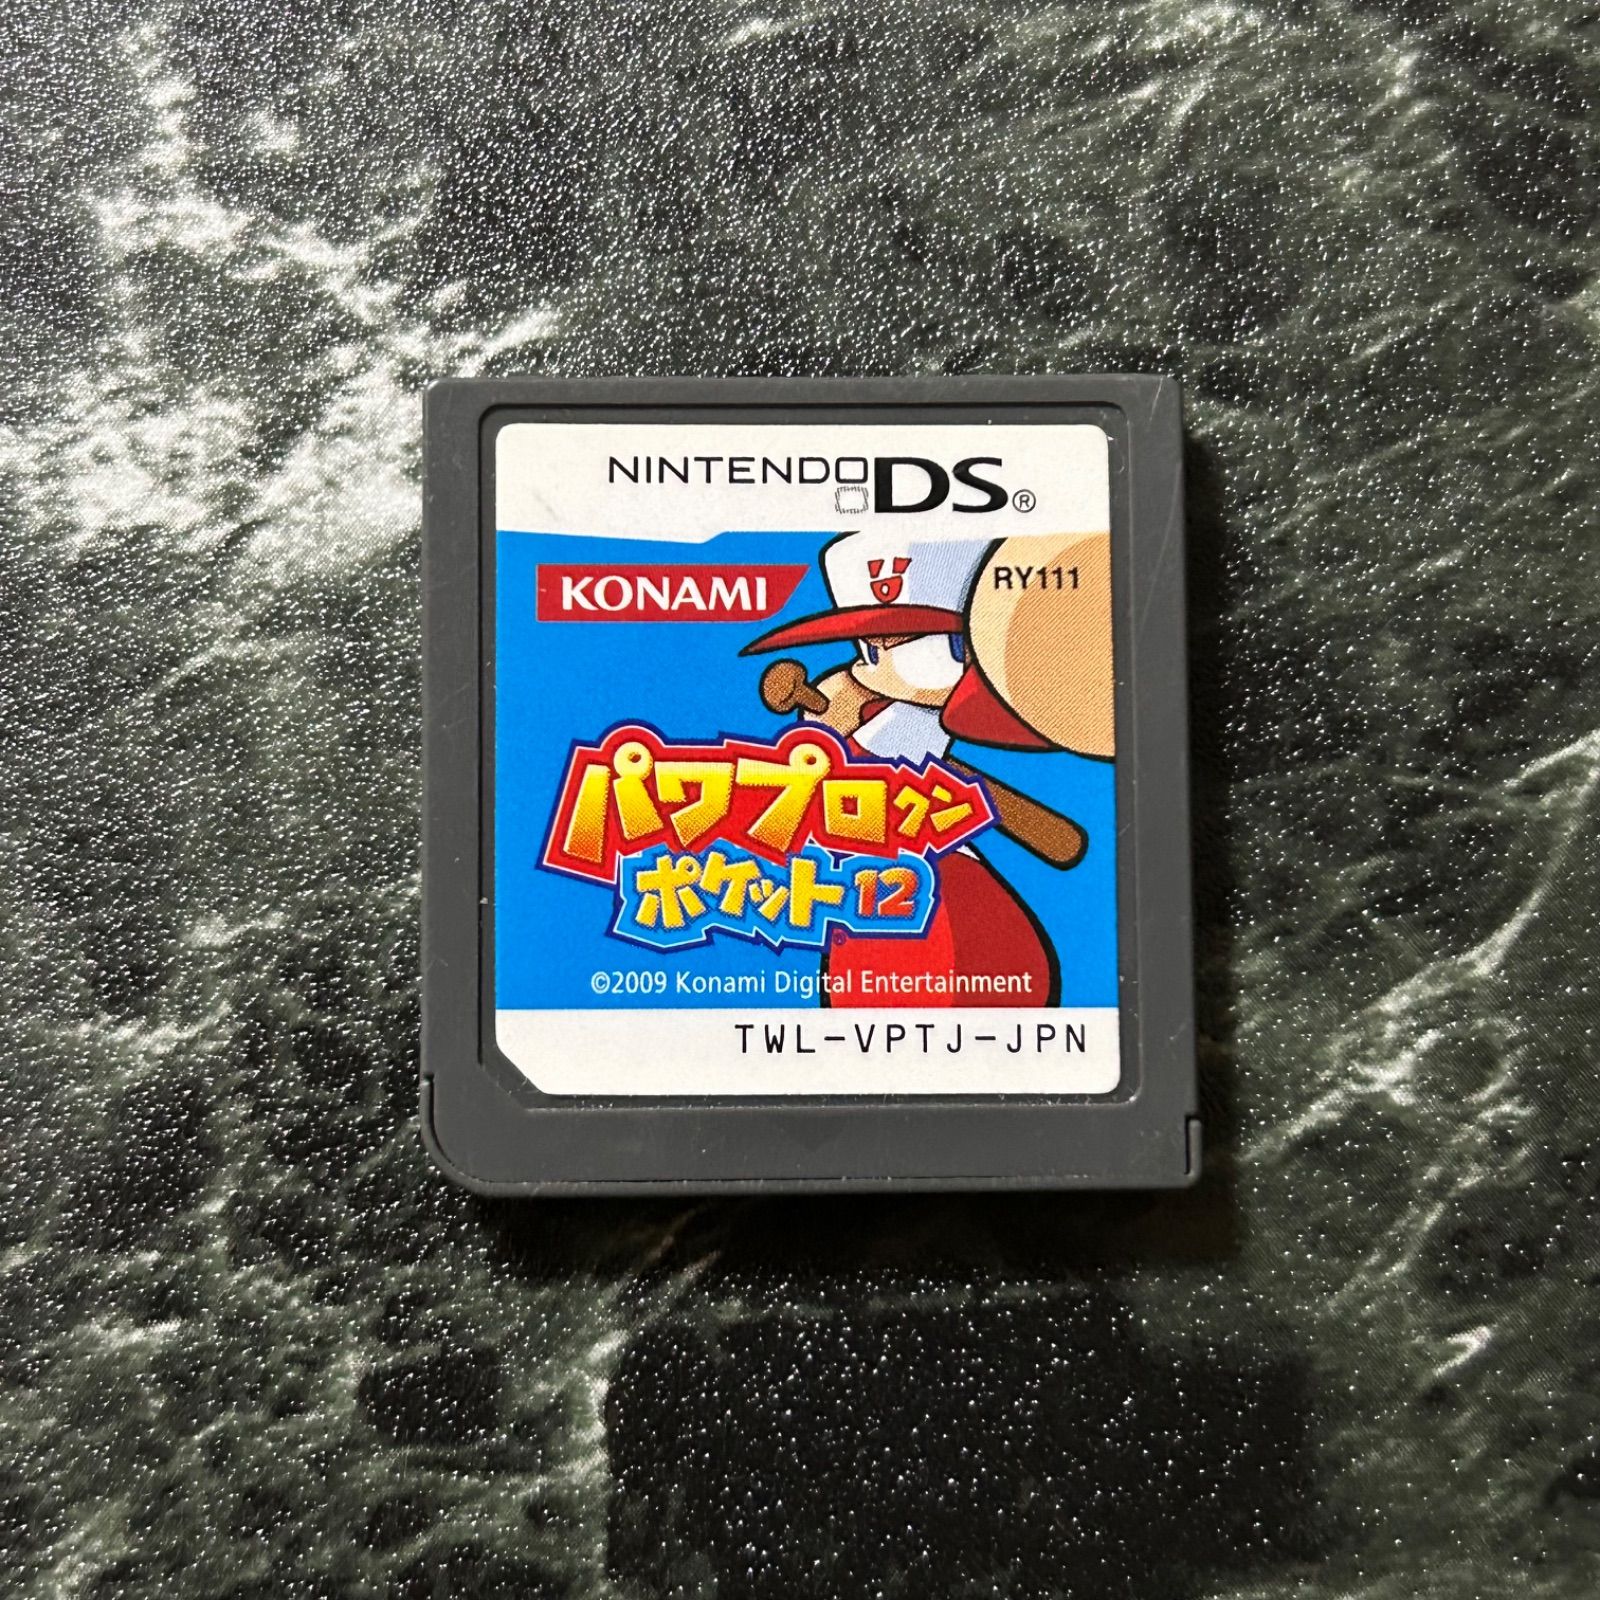 NINTENDO DS®
KONAMI
RY111
パワプロクン
ポケット12
®
©2009 Konami Digital Entertainment
TWL-VPTJ-JPN